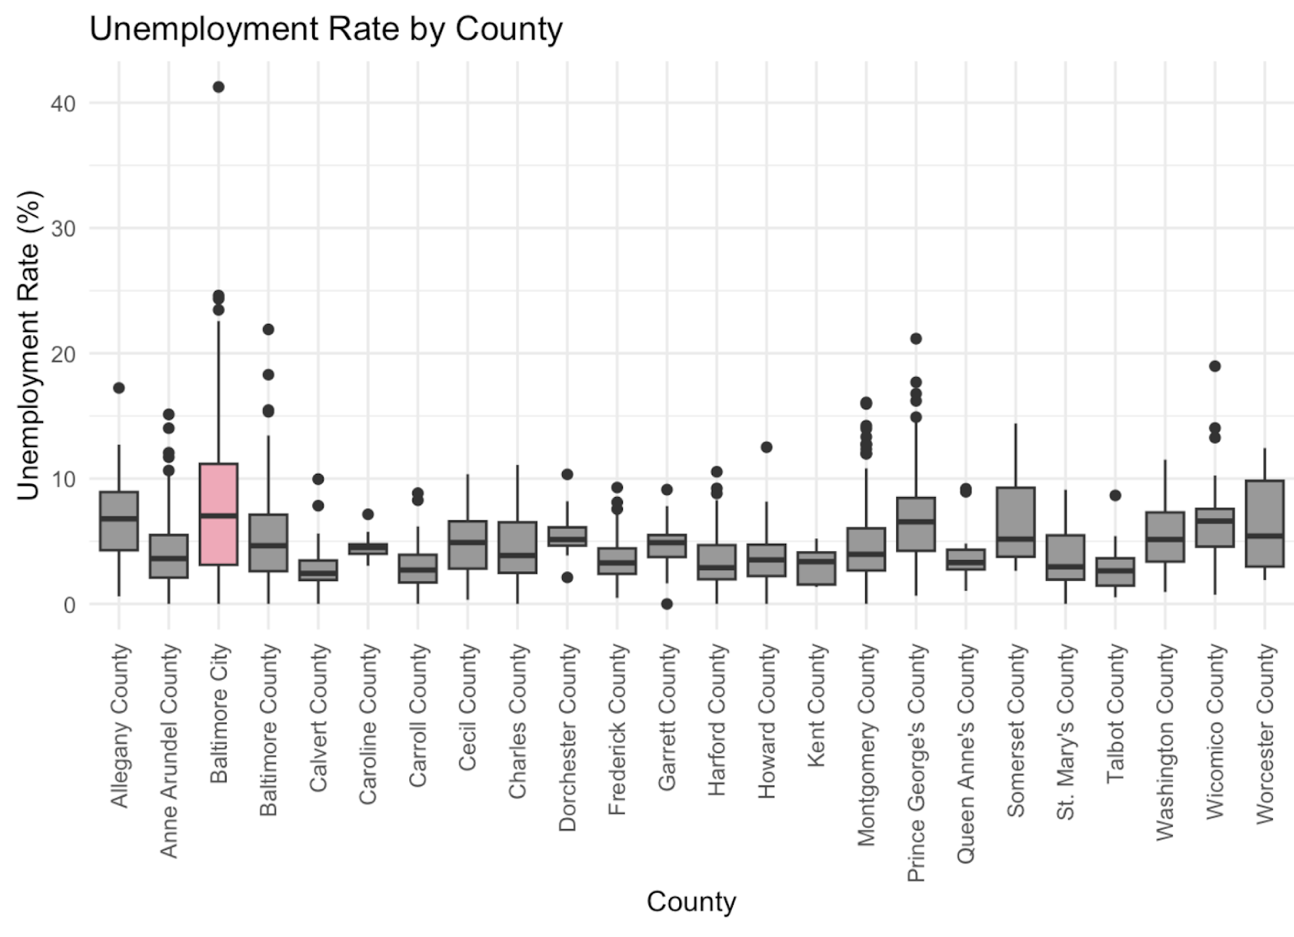 Unemployment Rate by County
Unemployment Rate (%)
40
30
20
10
0
Allegany County
Anne Arundel County
Baltimore City
Baltimore County
Calvert County
Caroline County
Carroll County
Cecil County
Charles County
Dorchester County
Frederick County
Garrett County
Harford County
Howard County
Kent County
Montgomery County
Prince George's County
Queen Anne's County
Somerset County
St. Mary's County
Talbot County
Washington County
Wicomico County
Worcester County
County